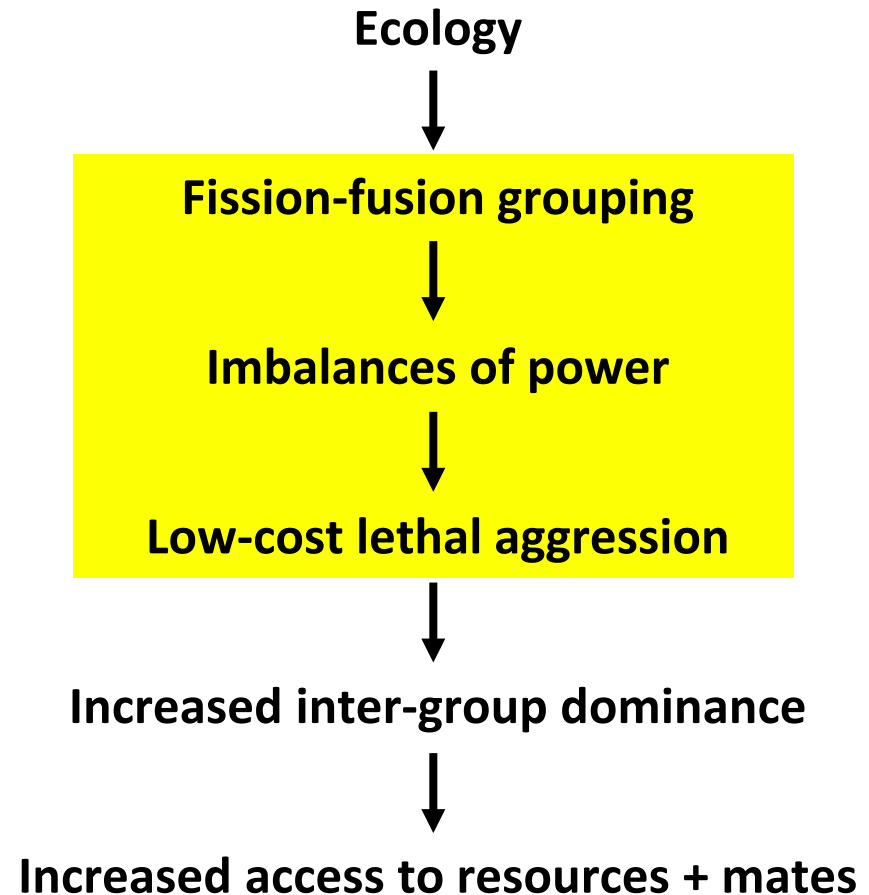 Ecology
Fission-fusion grouping
Imbalances of power
Low-cost lethal aggression
Increased inter-group dominance
Increased access to resources + mates